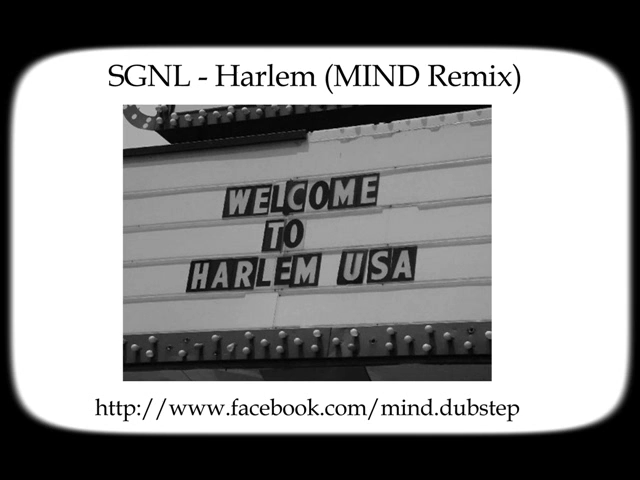 SGNL - Harlem (MIND Remix)
WELCOME
TO
HARLEM USA
http://www.facebook.com/mind.dubstep